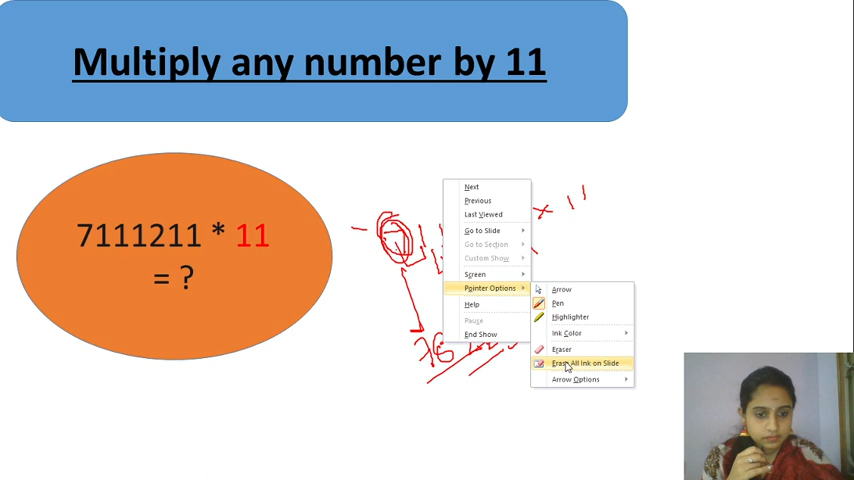 Multiply any number by 11
7111211 * 11
= ?
× 11
Next
Previous
Last Viewed
Go to Slide
Go to Section
Custom Show
Screen
Pointer Options
Help
Pause
End Show
Arrow
Pen
Highlighter
Ink Color
Eraser
Erase All Ink on Slide
Arrow Options